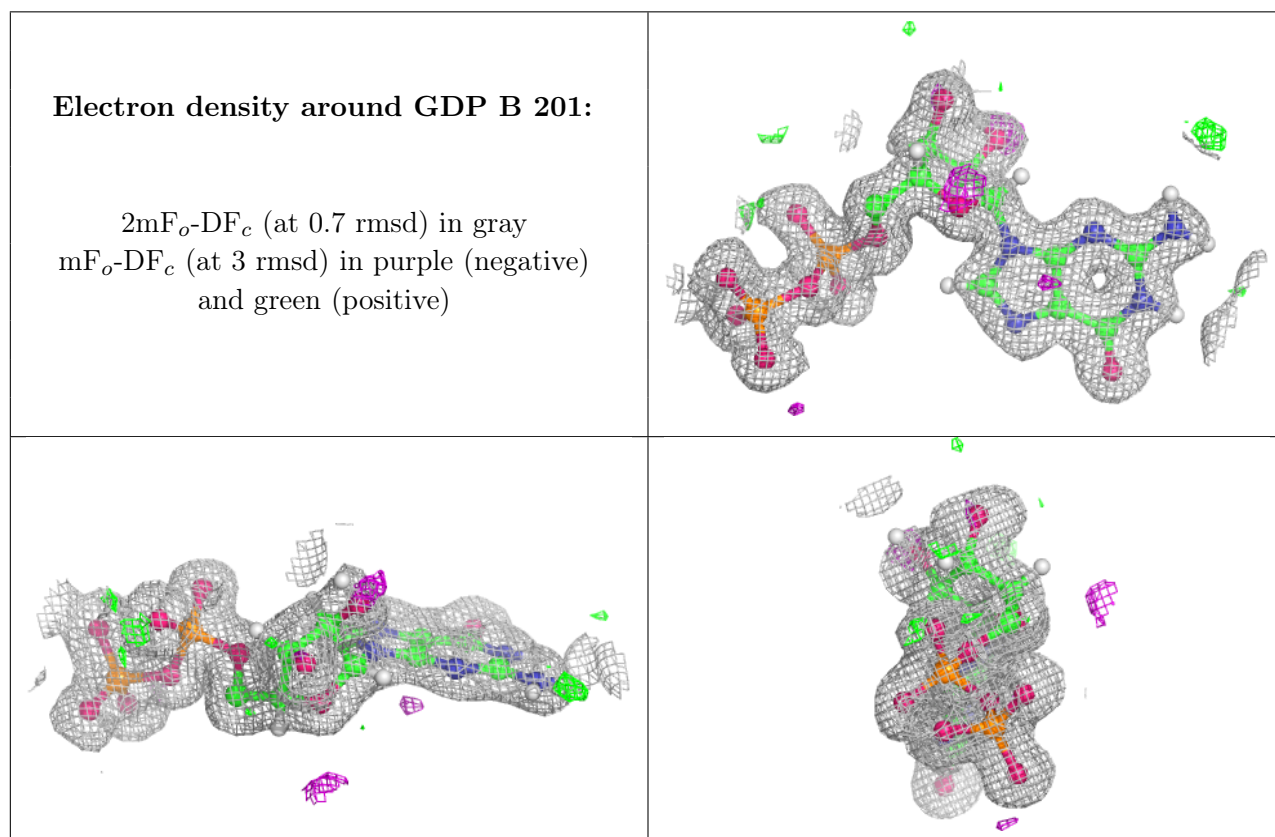 Electron density around GDP B 201:
2mFo-DFc (at 0.7 rmsd) in gray
mFo-DFc (at 3 rmsd) in purple (negative)
and green (positive)